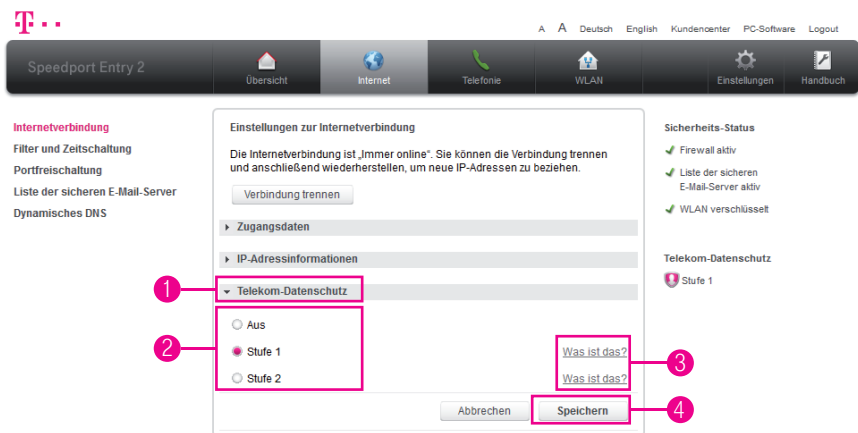 T
A A Deutsch English Kundencenter PC-Software Logout
Speedport Entry 2
Übersicht
Internet
Telefonie
WLAN
Einstellungen
Handbuch
Internetverbindung
Filter und Zeitschaltung
Portfreischaltung
Liste der sicheren E-Mail-Server
Dynamisches DNS
Einstellungen zur Internetverbindung
Die Internetverbindung ist „Immer online“. Sie können die Verbindung trennen
und anschließend wiederherstellen, um neue IP-Adressen zu beziehen.
Verbindung trennen
Zugangsdaten
IP-Adressinformationen
1 Telekom-Datenschutz
2
Aus
Stufe 1 Was ist das?
Stufe 2 Was ist das?
3
Abbrechen Speichern 4
Sicherheits-Status
Firewall aktiv
Liste der sicheren
E-Mail-Server aktiv
WLAN verschlüsselt
Telekom-Datenschutz
Stufe 1